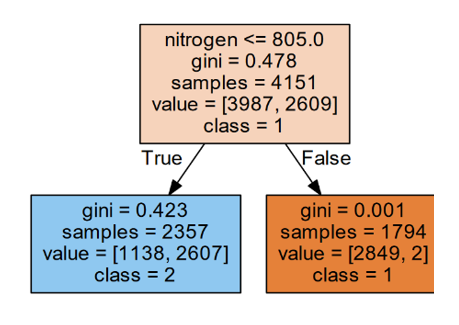 nitrogen <= 805.0
gini = 0.478
samples = 4151
value = [3987, 2609]
class = 1
True
False
gini = 0.423
samples = 2357
value = [1138, 2607]
class = 2
gini = 0.001
samples = 1794
value = [2849, 2]
class = 1